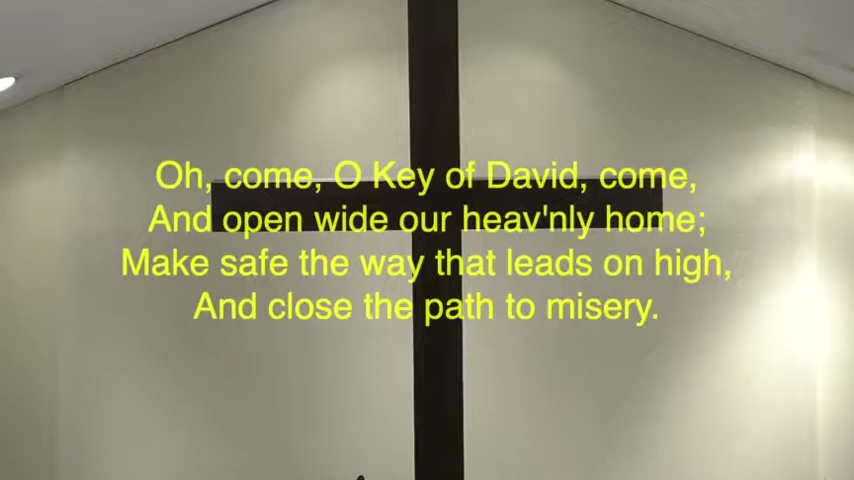 Oh, come, O Key of David, come,
And open wide our heav'nly home;
Make safe the way that leads on high,
And close the path to misery.